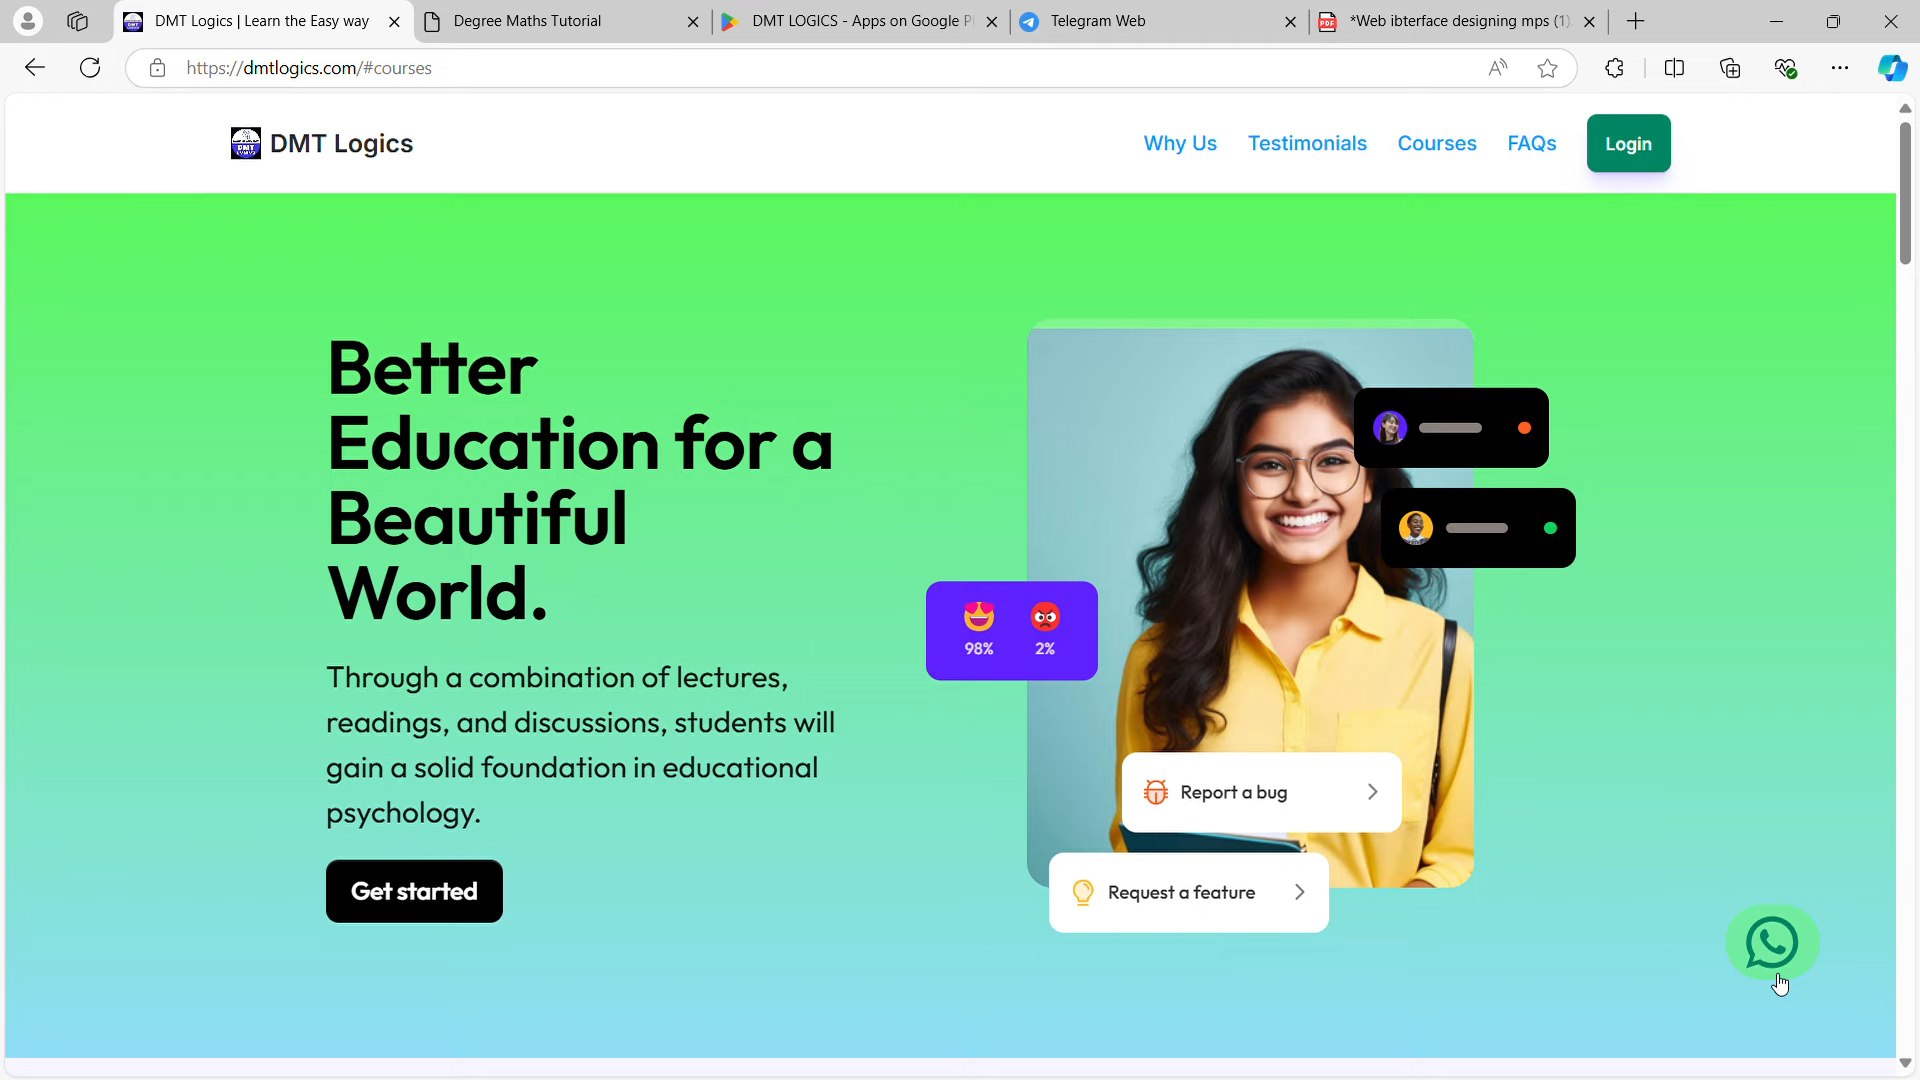 DMT Logics | Learn the Easy way
Degree Maths Tutorial
DMT LOGICS - Apps on Google Pl
Telegram Web
*Web ibterface designing mps (1)
https://dmtlogics.com/#courses
DMT Logics
Why Us
Testimonials
Courses
FAQs
Login
Better
Education for a
Beautiful
World.
Through a combination of lectures,
readings, and discussions, students will
gain a solid foundation in educational
psychology.
Get started
98%
2%
Report a bug
Request a feature